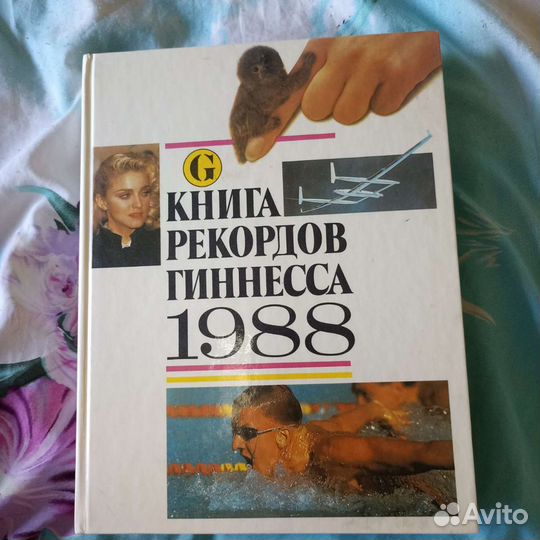 G
КНИГА
РЕКОРДОВ
ГИННЕССА
1988
Avito